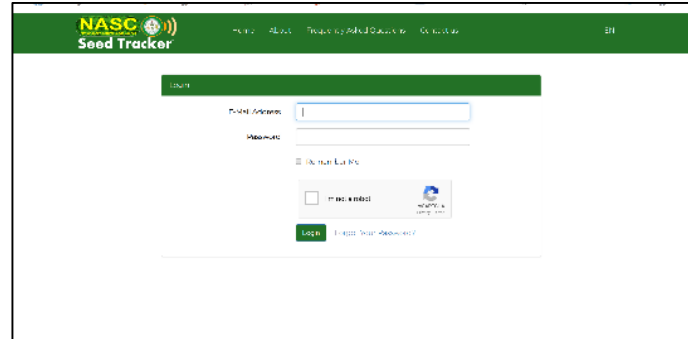 NASC
Seed Tracker
Home About Frequently Asked Questions Contact us EN
Login
E-Mail Address
Password
Remember Me
I'm not a robot
reCAPTCHA
Login Forgot Your Password?